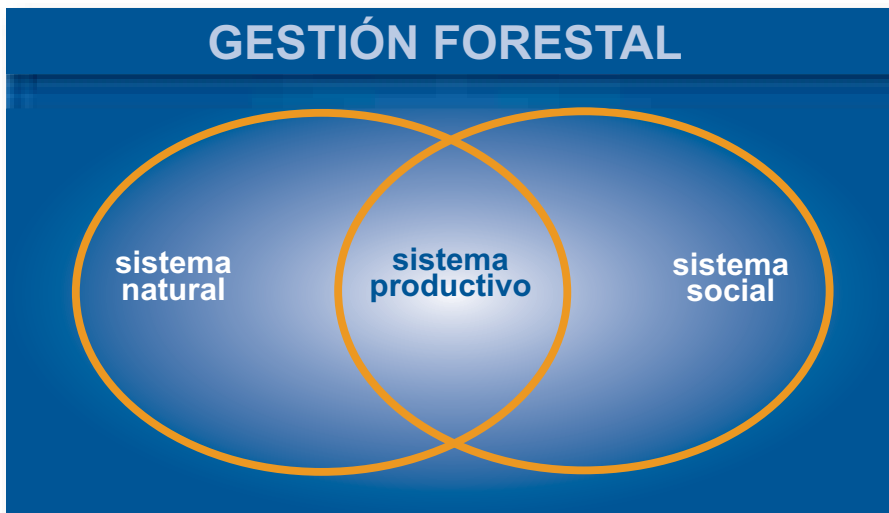 GESTIÓN FORESTAL
sistema
natural
sistema
productivo
sistema
social